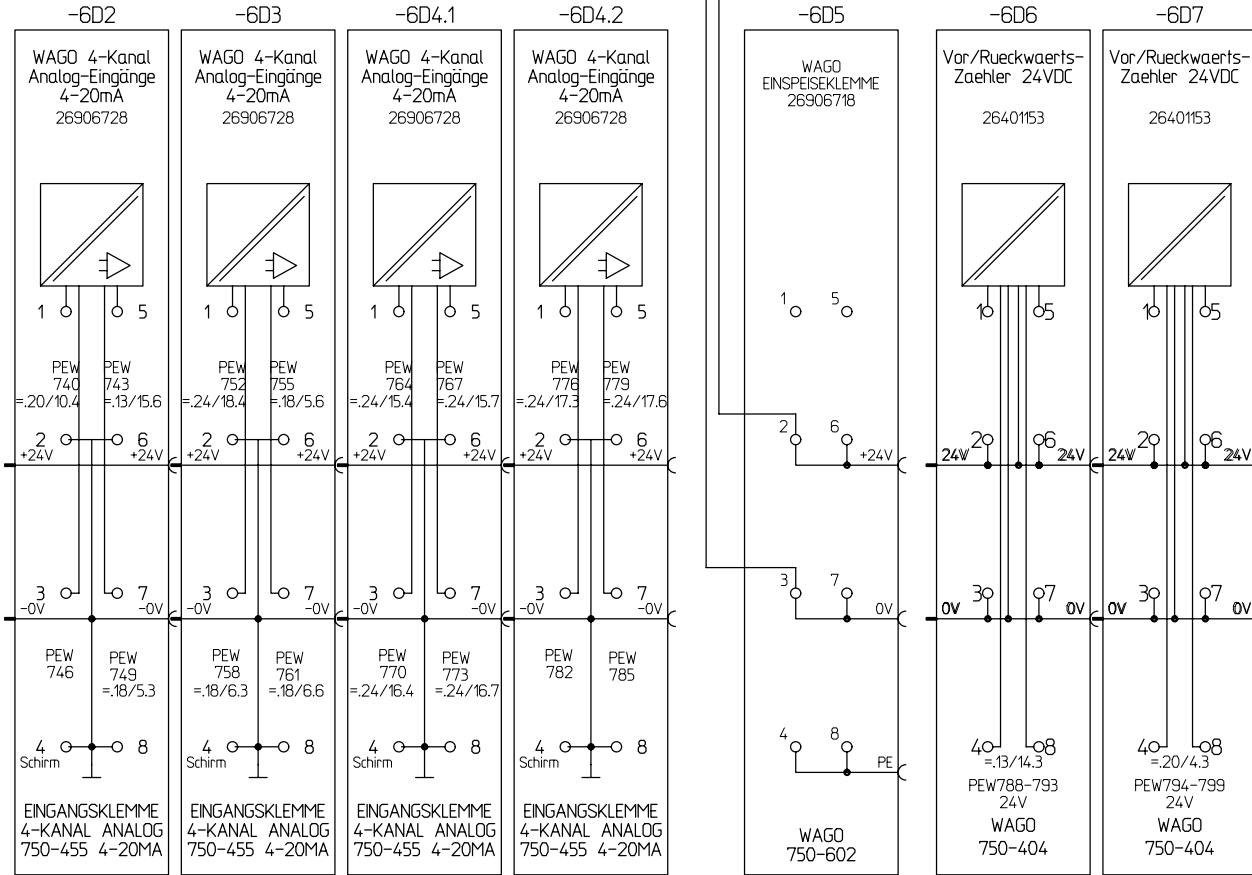 -6D2
WAGO 4-Kanal
Analog-Eingänge
4-20mA
26906728
1 5
PEW PEW
740 743
=.20/10.4 =.13/15.6
2 6
+24V +24V
3 7
-0V -0V
PEW PEW
746 749
=.18/5.3
4 8
Schirm
EINGANGSKLEMME
4-KANAL ANALOG
750-455 4-20MA
-6D3
WAGO 4-Kanal
Analog-Eingänge
4-20mA
26906728
1 5
PEW PEW
752 755
=.24/18.4 =.18/5.6
2 6
+24V +24V
3 7
-0V -0V
PEW PEW
758 761
=.18/6.3 =.18/6.6
4 8
Schirm
EINGANGSKLEMME
4-KANAL ANALOG
750-455 4-20MA
-6D4.1
WAGO 4-Kanal
Analog-Eingänge
4-20mA
26906728
1 5
PEW PEW
764 767
=.24/15.4 =.24/15.7
2 6
+24V +24V
3 7
-0V -0V
PEW PEW
770 773
=.24/16.4 =.24/16.7
4 8
Schirm
EINGANGSKLEMME
4-KANAL ANALOG
750-455 4-20MA
-6D4.2
WAGO 4-Kanal
Analog-Eingänge
4-20mA
26906728
1 5
PEW PEW
776 779
=.24/17.3 =.24/17.6
2 6
+24V +24V
3 7
-0V -0V
PEW PEW
782 785
4 8
Schirm
EINGANGSKLEMME
4-KANAL ANALOG
750-455 4-20MA
-6D5
WAGO
EINSPEISEKLEMME
26906718
1 5
2 6
+24V
3 7
0V
4 8
PE
WAGO
750-602
-6D6
Vor/Rueckwaerts-
Zaehler 24VDC
26401153
1 5
2 6
24V 24V
3 7
0V 0V
4 8
=.13/14.3
PEW788-793
24V
WAGO
750-404
-6D7
Vor/Rueckwaerts-
Zaehler 24VDC
26401153
1 5
2 6
24V 24V
3 7
0V 0V
4 8
=.20/4.3
PEW794-799
24V
WAGO
750-404